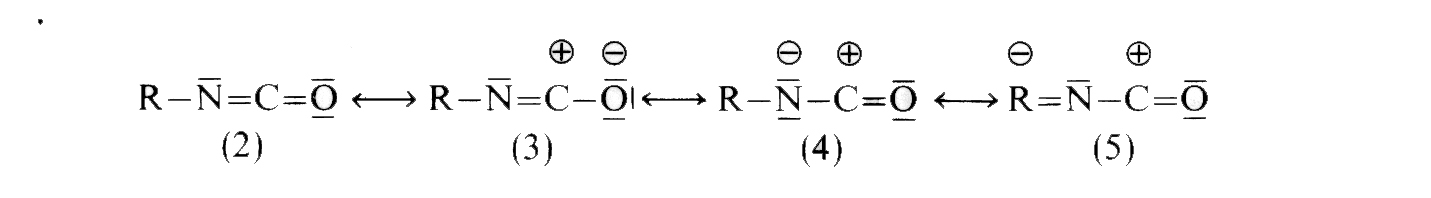 ⊕ ⊖ ⊖ ⊕ ⊖ ⊕
R–N̅=C=O̲̅ ⟷ R–N̅=C–O̲̅| ⟷ R–N̲̅–C=O̲̅ ⟷ R=N̅–C=O̲̅
(2) (3) (4) (5)